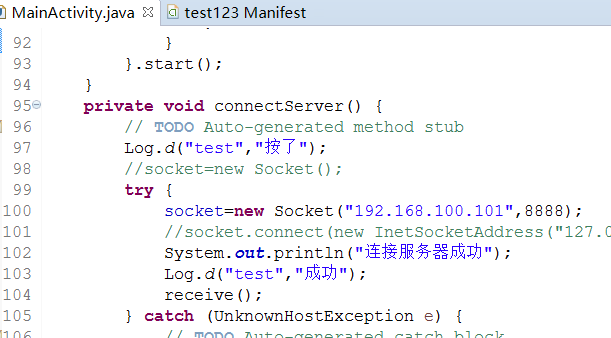 MainActivity.java test123 Manifest
92 }
93 }.start();
94 }
95 private void connectServer() {
96 // TODO Auto-generated method stub
97 Log.d("test","按了");
98 //socket=new Socket();
99 try {
100 socket=new Socket("192.168.100.101",8888);
101 //socket.connect(new InetSocketAddress("127.0
102 System.out.println("连接服务器成功");
103 Log.d("test","成功");
104 receive();
105 } catch (UnknownHostException e) {
106 // TODO Auto-generated catch block